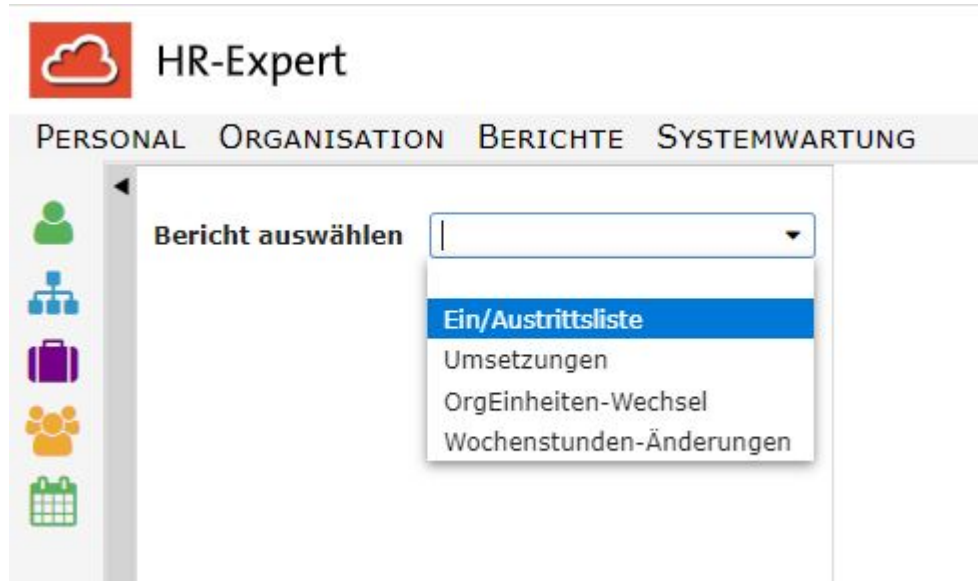 HR-Expert
PERSONAL ORGANISATION BERICHTE SYSTEMWARTUNG
Bericht auswählen
Ein/Austrittsliste
Umsetzungen
OrgEinheiten-Wechsel
Wochenstunden-Änderungen